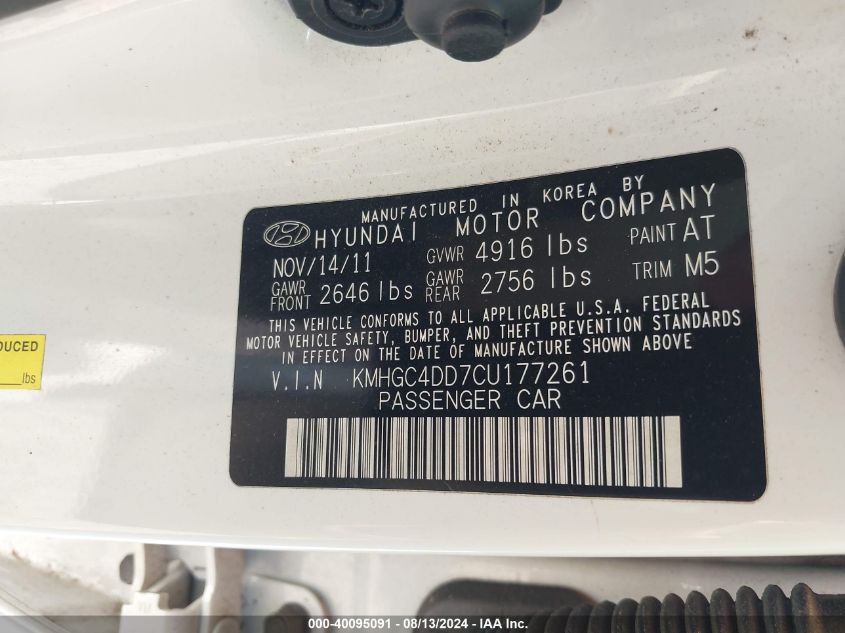 MANUFACTURED IN KOREA BY
HYUNDAI MOTOR COMPANY
NOV/14/11 GVWR 4916 lbs PAINT AT
GAWR FRONT 2646 lbs GAWR REAR 2756 lbs TRIM M5
THIS VEHICLE CONFORMS TO ALL APPLICABLE U.S.A. FEDERAL
MOTOR VEHICLE SAFETY, BUMPER, AND THEFT PREVENTION STANDARDS
IN EFFECT ON THE DATE OF MANUFACTURE SHOWN ABOVE
V.I.N KMHGC4DD7CU177261
PASSENGER CAR
lbs
000-40095091 - 08/13/2024 - IAA Inc.